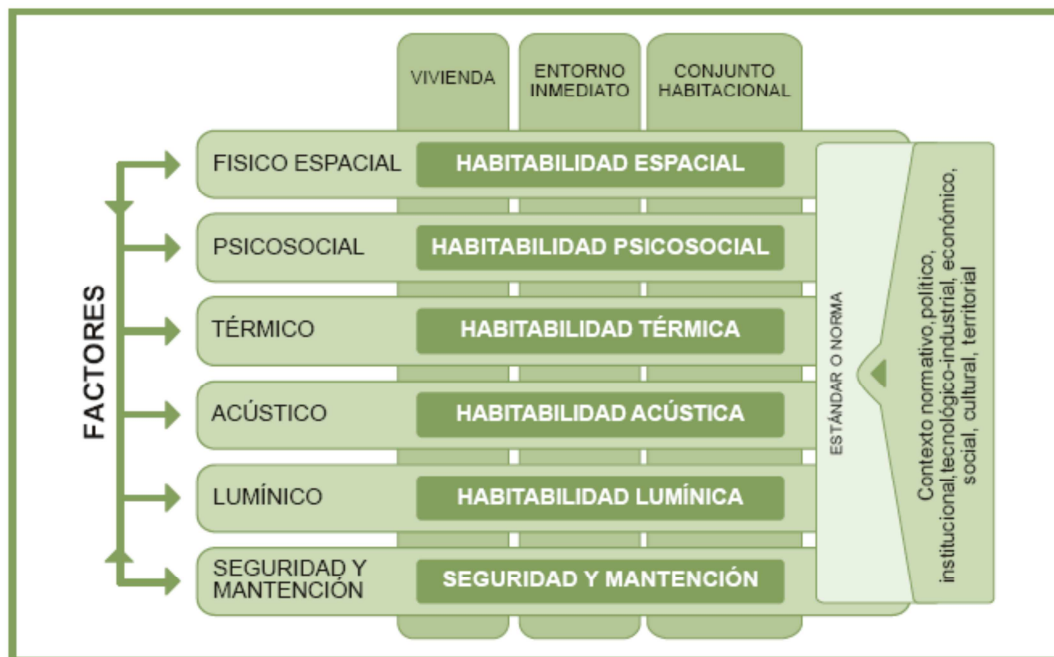 VIVIENDA
ENTORNO
INMEDIATO
CONJUNTO
HABITACIONAL
FACTORES
FISICO ESPACIAL
HABITABILIDAD ESPACIAL
PSICOSOCIAL
HABITABILIDAD PSICOSOCIAL
TÉRMICO
HABITABILIDAD TÉRMICA
ACÚSTICO
HABITABILIDAD ACÚSTICA
LUMÍNICO
HABITABILIDAD LUMÍNICA
SEGURIDAD Y
MANTENCIÓN
SEGURIDAD Y MANTENCIÓN
ESTÁNDAR O NORMA
Contexto normativo,político,
institucional,tecnológico-industrial, económico,
social, cultural, territorial